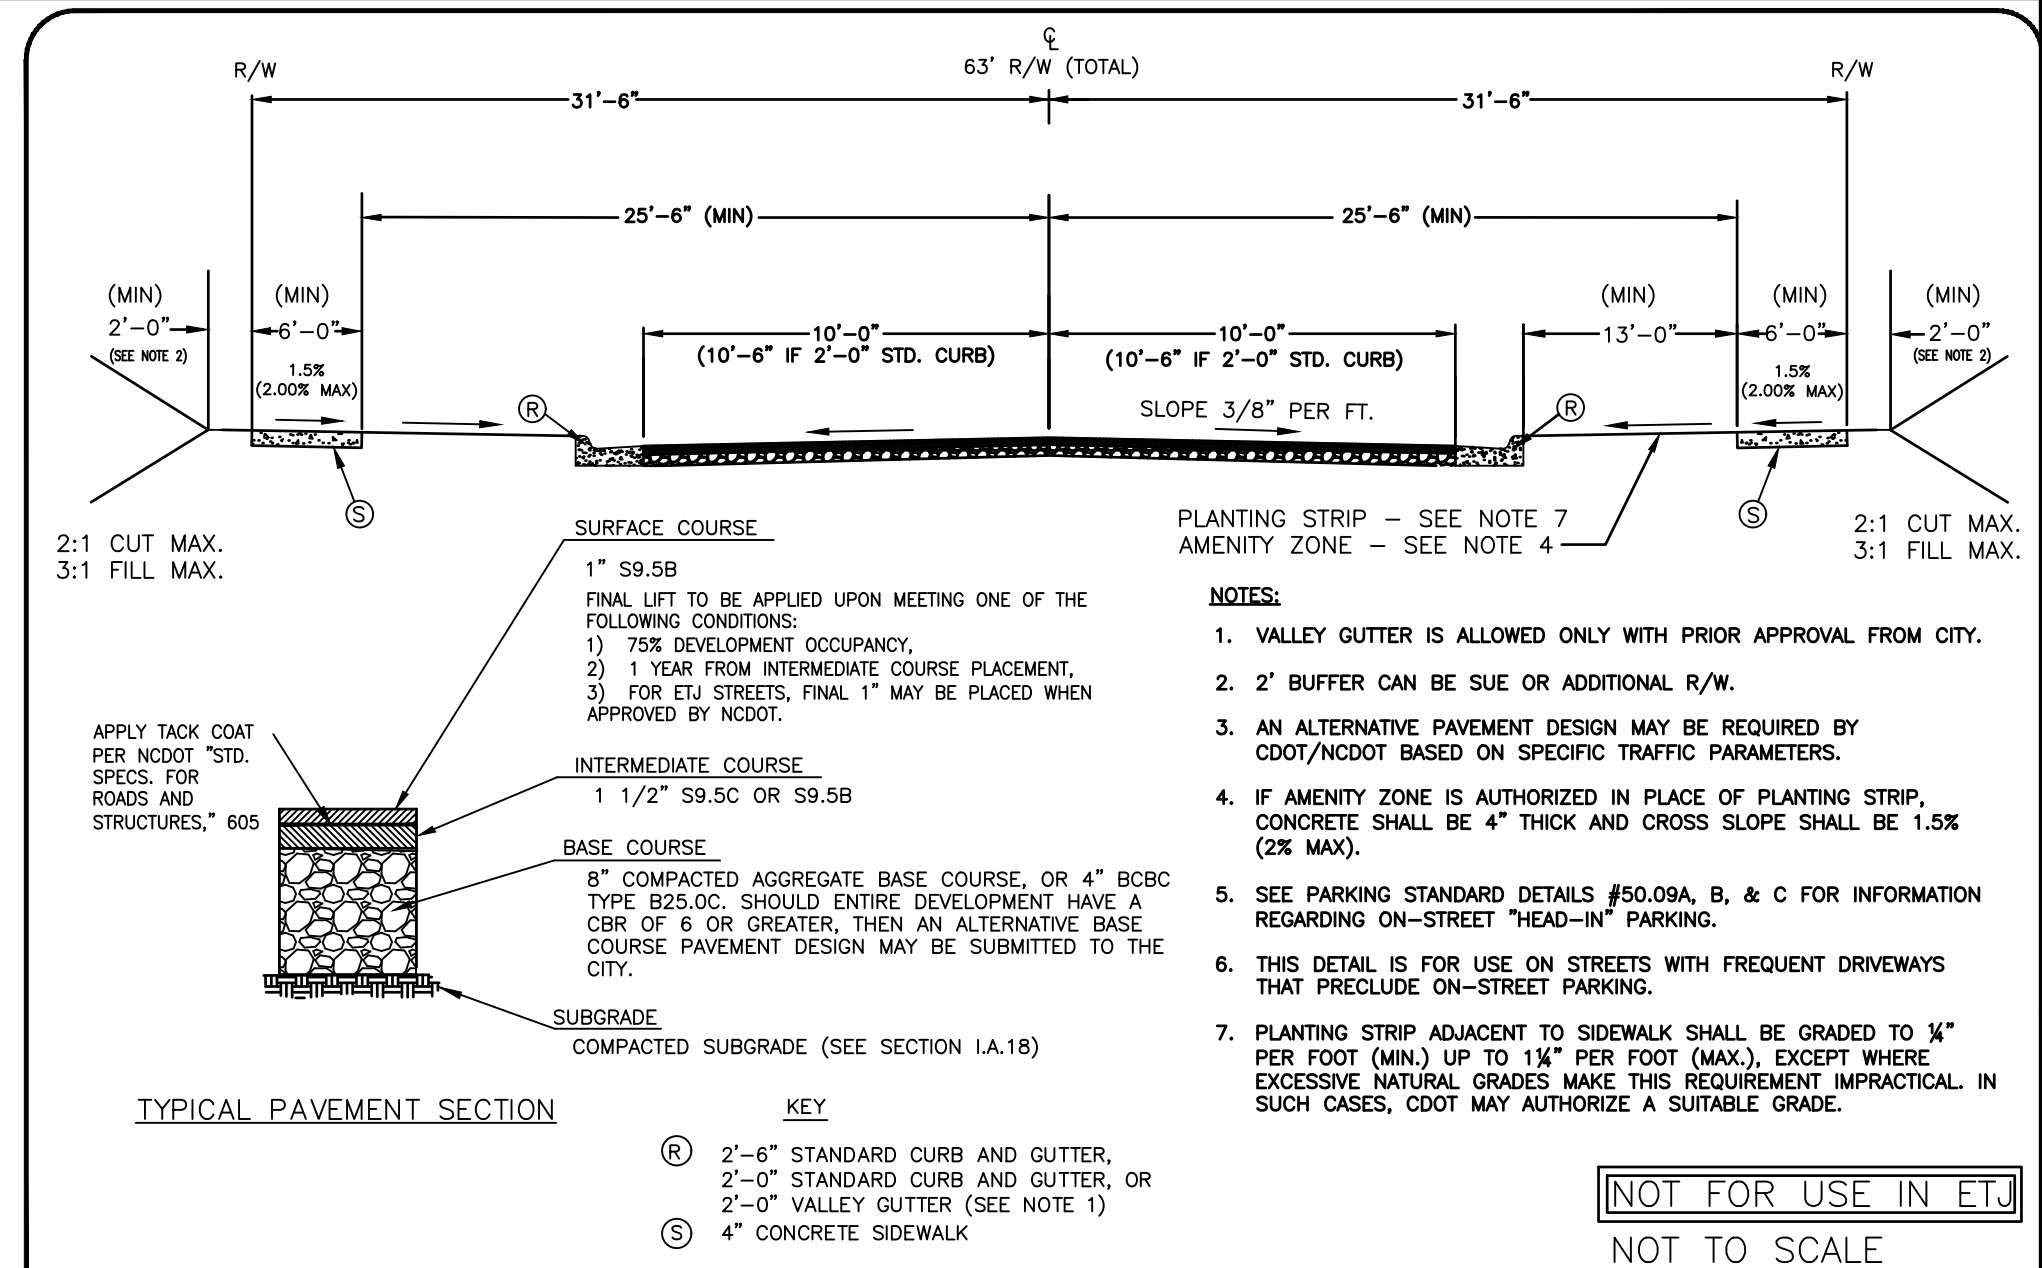 ℄
63' R/W (TOTAL)
R/W
R/W
31'-6"
31'-6"
25'-6" (MIN)
25'-6" (MIN)
(MIN)
2'-0"
(SEE NOTE 2)
(MIN)
6'-0"
1.5%
(2.00% MAX)
10'-0"
(10'-6" IF 2'-0" STD. CURB)
10'-0"
(10'-6" IF 2'-0" STD. CURB)
(MIN)
13'-0"
(MIN)
6'-0"
1.5%
(2.00% MAX)
(MIN)
2'-0"
(SEE NOTE 2)
R
SLOPE 3/8" PER FT.
R
S
S
2:1 CUT MAX.
3:1 FILL MAX.
PLANTING STRIP – SEE NOTE 7
AMENITY ZONE – SEE NOTE 4
2:1 CUT MAX.
3:1 FILL MAX.
SURFACE COURSE
1" S9.5B
FINAL LIFT TO BE APPLIED UPON MEETING ONE OF THE
FOLLOWING CONDITIONS:
1) 75% DEVELOPMENT OCCUPANCY,
2) 1 YEAR FROM INTERMEDIATE COURSE PLACEMENT,
3) FOR ETJ STREETS, FINAL 1" MAY BE PLACED WHEN
APPROVED BY NCDOT.
APPLY TACK COAT
PER NCDOT "STD.
SPECS. FOR
ROADS AND
STRUCTURES," 605
INTERMEDIATE COURSE
1 1/2" S9.5C OR S9.5B
BASE COURSE
8" COMPACTED AGGREGATE BASE COURSE, OR 4" BCBC
TYPE B25.0C. SHOULD ENTIRE DEVELOPMENT HAVE A
CBR OF 6 OR GREATER, THEN AN ALTERNATIVE BASE
COURSE PAVEMENT DESIGN MAY BE SUBMITTED TO THE
CITY.
SUBGRADE
COMPACTED SUBGRADE (SEE SECTION I.A.18)
TYPICAL PAVEMENT SECTION
KEY
R 2'-6" STANDARD CURB AND GUTTER,
2'-0" STANDARD CURB AND GUTTER, OR
2'-0" VALLEY GUTTER (SEE NOTE 1)
S 4" CONCRETE SIDEWALK
NOTES:
1. VALLEY GUTTER IS ALLOWED ONLY WITH PRIOR APPROVAL FROM CITY.
2. 2' BUFFER CAN BE SUE OR ADDITIONAL R/W.
3. AN ALTERNATIVE PAVEMENT DESIGN MAY BE REQUIRED BY
CDOT/NCDOT BASED ON SPECIFIC TRAFFIC PARAMETERS.
4. IF AMENITY ZONE IS AUTHORIZED IN PLACE OF PLANTING STRIP,
CONCRETE SHALL BE 4" THICK AND CROSS SLOPE SHALL BE 1.5%
(2% MAX).
5. SEE PARKING STANDARD DETAILS #50.09A, B, & C FOR INFORMATION
REGARDING ON-STREET "HEAD-IN" PARKING.
6. THIS DETAIL IS FOR USE ON STREETS WITH FREQUENT DRIVEWAYS
THAT PRECLUDE ON-STREET PARKING.
7. PLANTING STRIP ADJACENT TO SIDEWALK SHALL BE GRADED TO ¼"
PER FOOT (MIN.) UP TO 1¼" PER FOOT (MAX.), EXCEPT WHERE
EXCESSIVE NATURAL GRADES MAKE THIS REQUIREMENT IMPRACTICAL. IN
SUCH CASES, CDOT MAY AUTHORIZE A SUITABLE GRADE.
NOT FOR USE IN ETJ
NOT TO SCALE